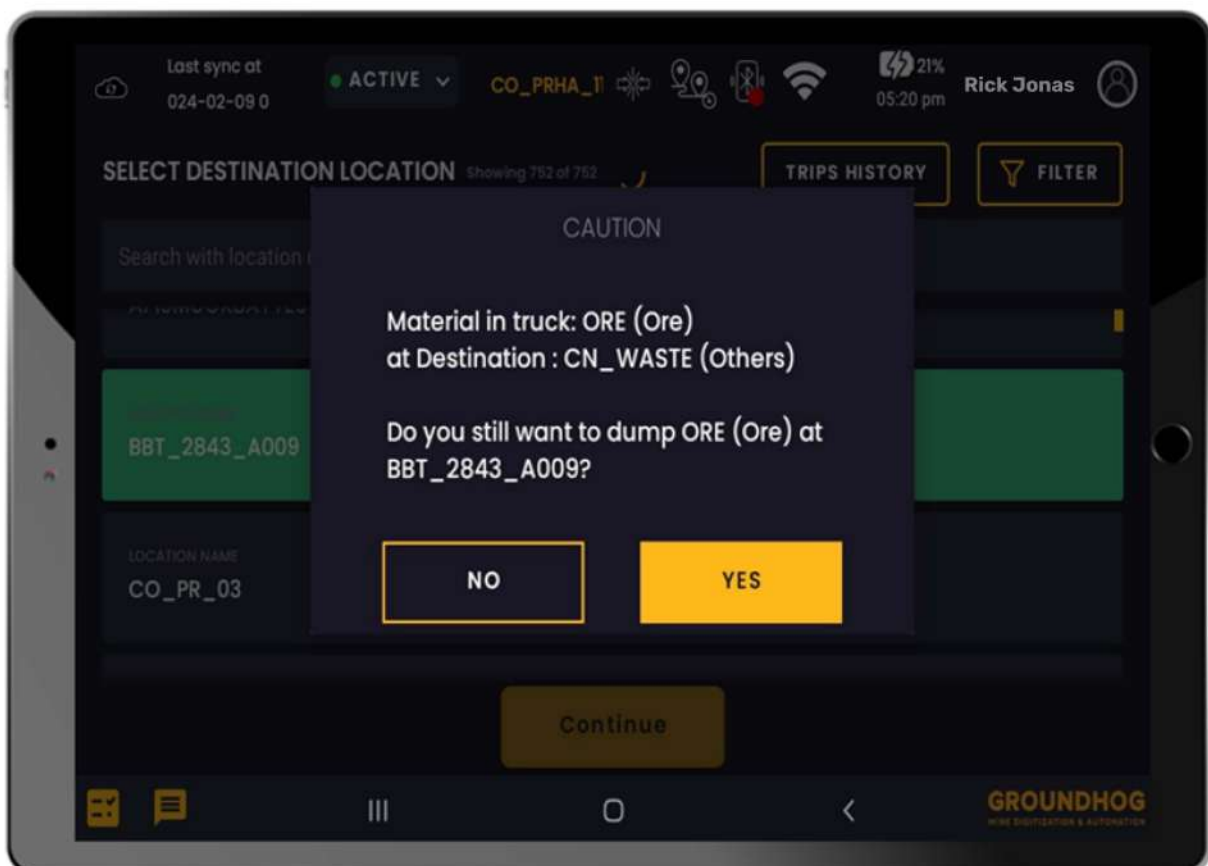 Last sync at
024-02-09 0
ACTIVE
CO_PRHA_1
21%
05:20 pm
Rick Jonas
SELECT DESTINATION LOCATION
Showing 752 of 752
TRIPS HISTORY
FILTER
Search with location
CAUTION
Material in truck: ORE (Ore)
at Destination : CN_WASTE (Others)
Do you still want to dump ORE (Ore) at
BBT_2843_A009?
NO
YES
BBT_2843_A009
LOCATION NAME
CO_PR_03
Continue
GROUNDHOG
MINE DIGITIZATION & AUTOMATION